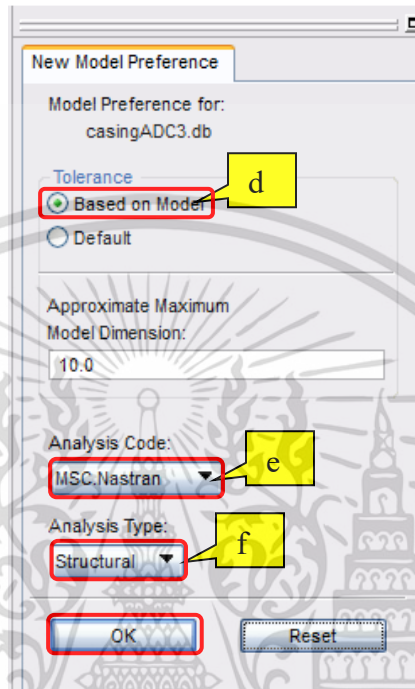 New Model Preference
Model Preference for:
casingADC3.db
Tolerance
d
Based on Model
Default
Approximate Maximum
Model Dimension:
10.0
Analysis Code:
MSC.Nastran
e
Analysis Type:
Structural
f
OK Reset